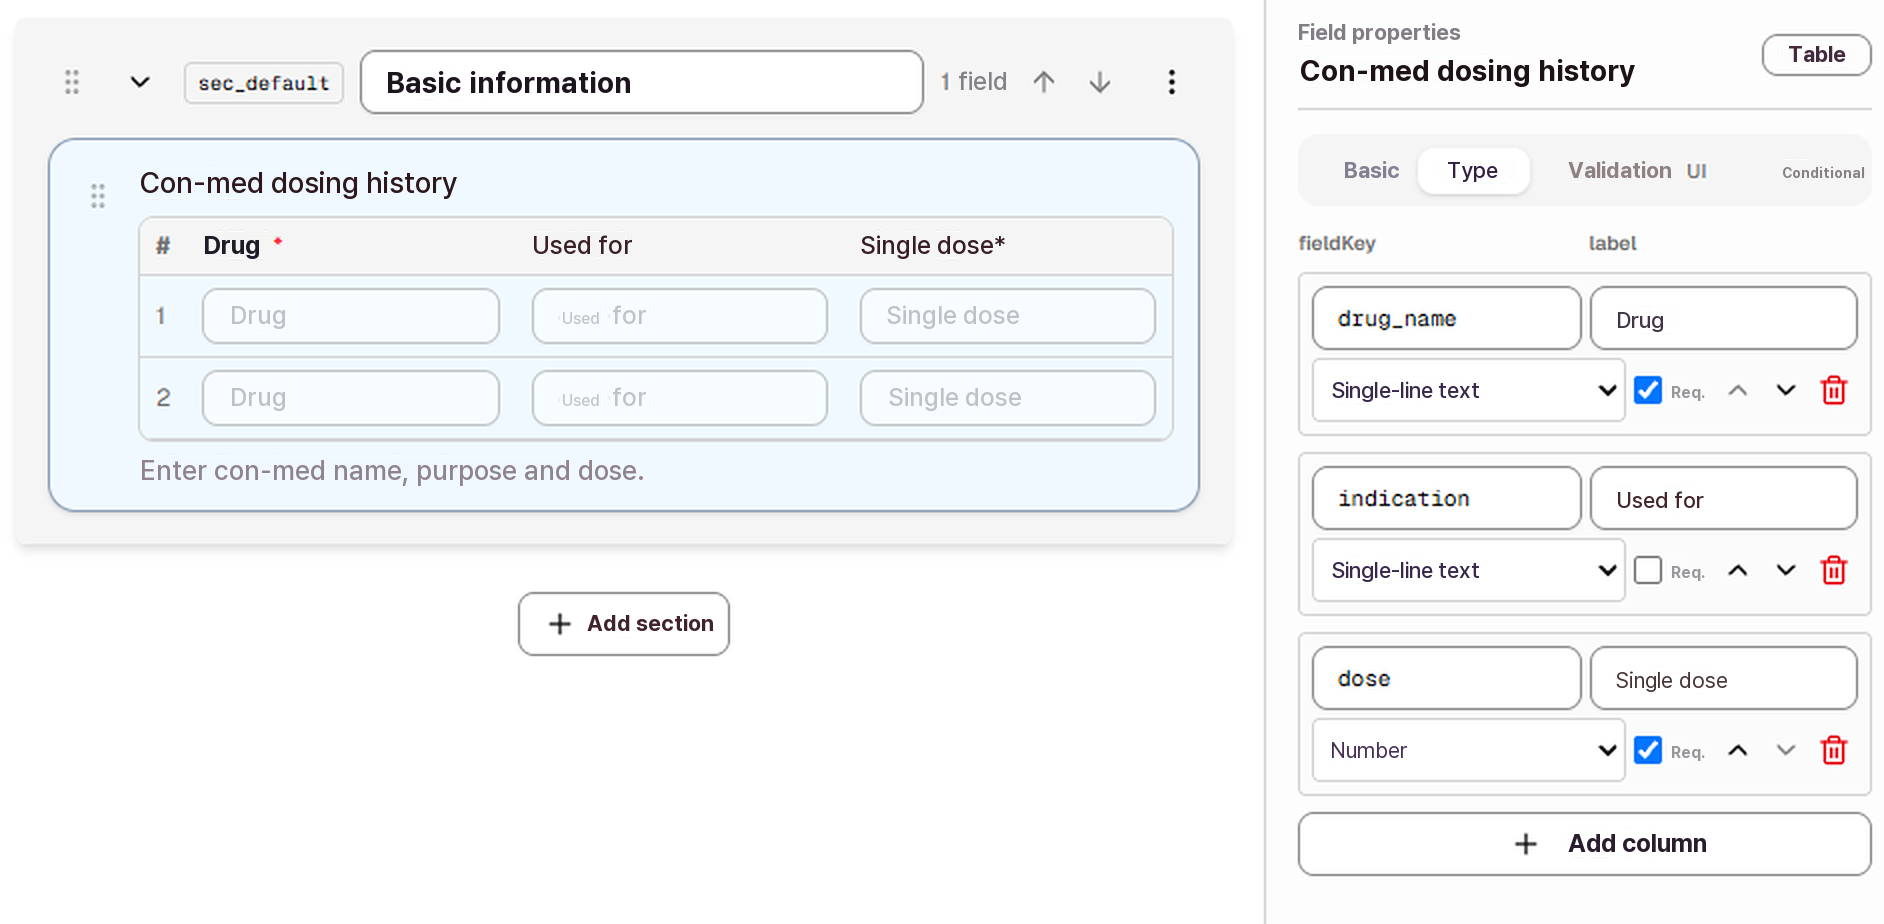 sec_default Basic information 1 field
Con-med dosing history
# Drug * Used for Single dose*
1 Drug Used for Single dose
2 Drug Used for Single dose
Enter con-med name, purpose and dose.
+ Add section
Field properties
Con-med dosing history
Table
Basic Type Validation UI Conditional
fieldKey label
drug_name Drug
Single-line text Req.
indication Used for
Single-line text Req.
dose Single dose
Number Req.
+ Add column